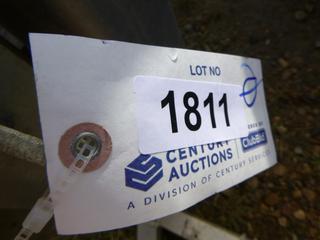 LOT NO
1811
CENTURY
AUCTIONS
A DIVISION OF CENTURY SERVICES